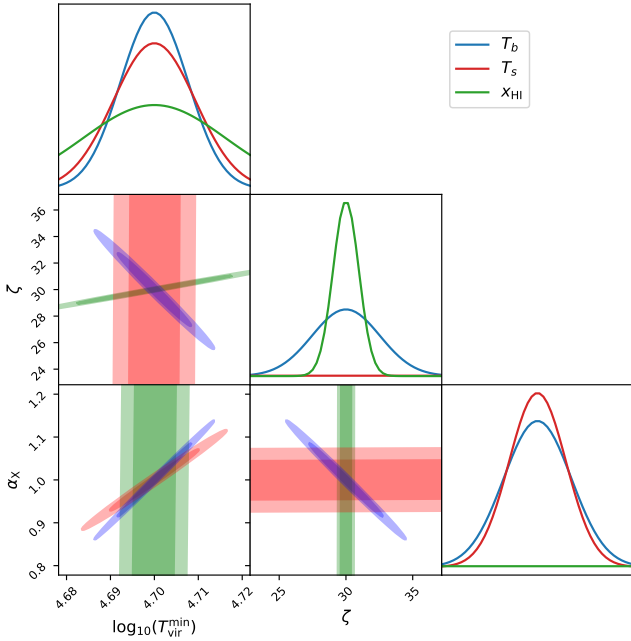 T_b
T_s
x_HI
36
34
32
30
28
26
24
ζ
1.2
1.1
1.0
0.9
0.8
α_X
4.68
4.69
4.70
4.71
4.72
log₁₀(T_vir^min)
25
30
35
ζ